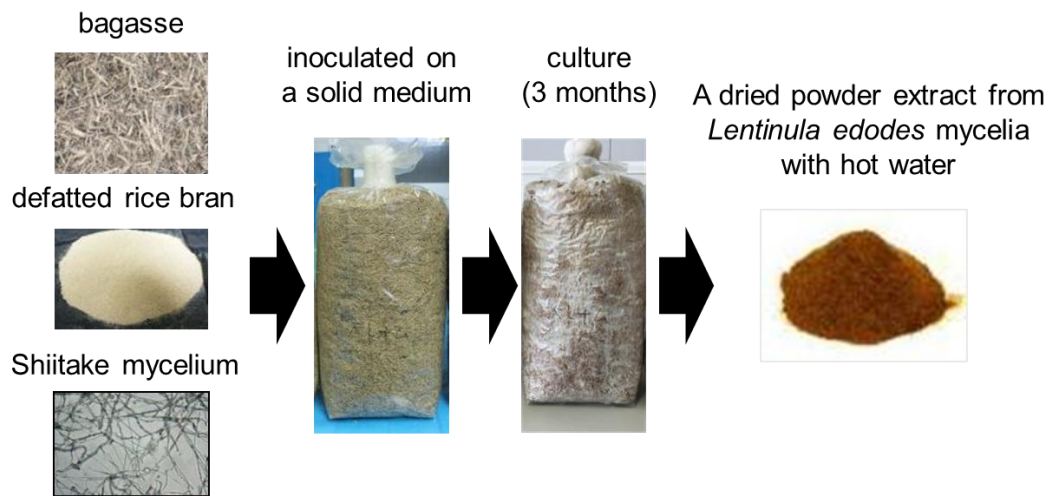 bagasse
defatted rice bran
Shiitake mycelium
inoculated on
a solid medium
culture
(3 months)
A dried powder extract from
Lentinula edodes mycelia
with hot water